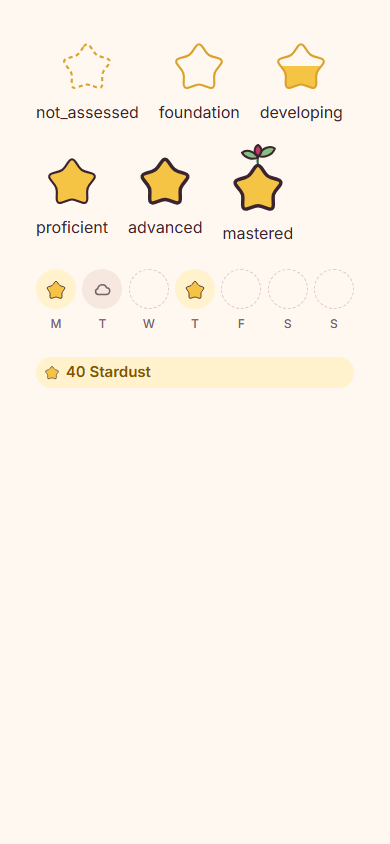 not_assessed foundation developing
proficient advanced mastered
M T W T F S S
40 Stardust